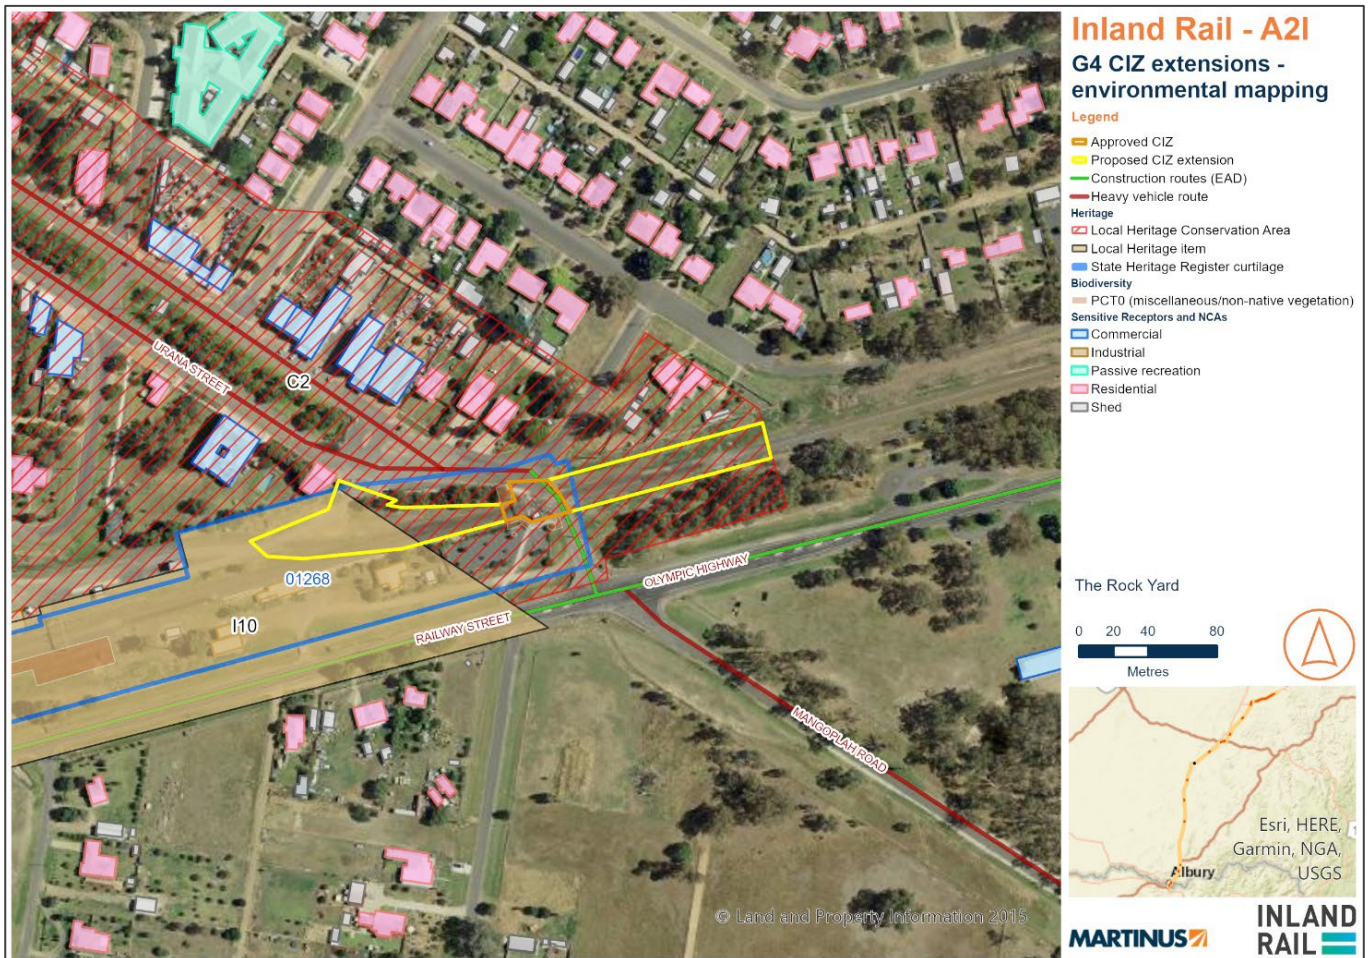 Inland Rail - A2I
G4 CIZ extensions -
environmental mapping
Legend
Approved CIZ
Proposed CIZ extension
Construction routes (EAD)
Heavy vehicle route
Heritage
Local Heritage Conservation Area
Local Heritage item
State Heritage Register curtilage
Biodiversity
PCT0 (miscellaneous/non-native vegetation)
Sensitive Receptors and NCAs
Commercial
Industrial
Passive recreation
Residential
Shed
URANA STREET
C2
01268
I10
RAILWAY STREET
OLYMPIC HIGHWAY
MANGOPLAH ROAD
© Land and Property Information 2015
The Rock Yard
0 20 40 80
Metres
Esri, HERE,
Garmin, NGA,
USGS
Albury
MARTINUS
INLAND
RAIL